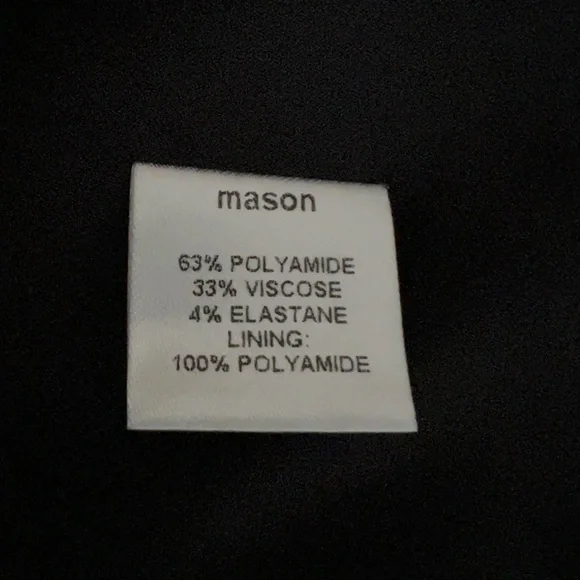 mason
63% POLYAMIDE
33% VISCOSE
4% ELASTANE
LINING:
100% POLYAMIDE